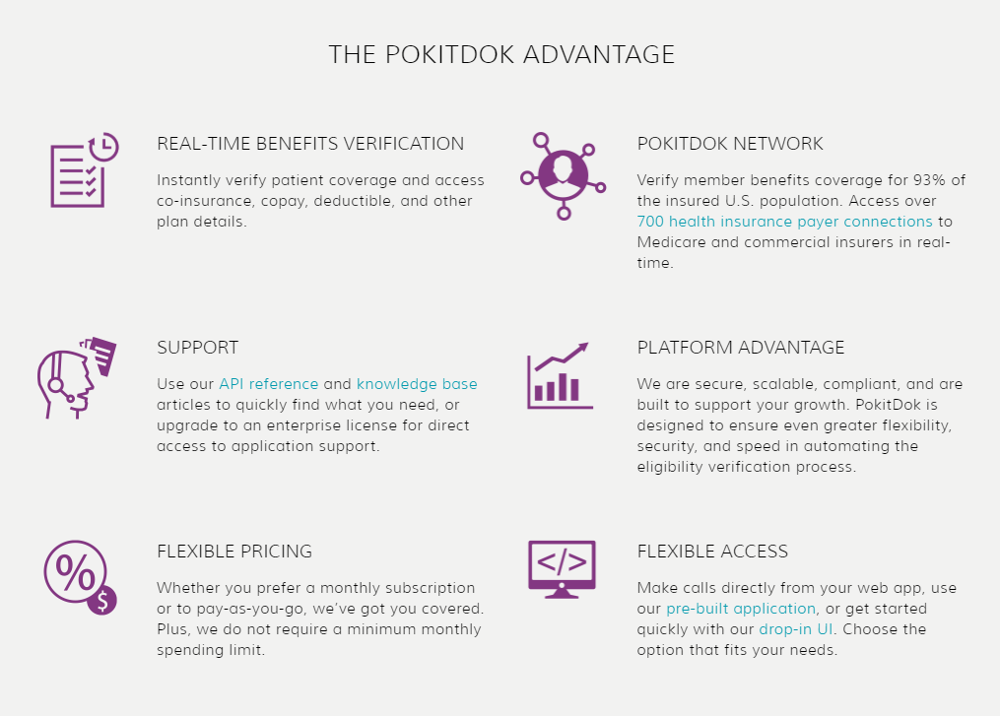 THE POKITDOK ADVANTAGE
REAL-TIME BENEFITS VERIFICATION
Instantly verify patient coverage and access
co-insurance, copay, deductible, and other
plan details.
POKITDOK NETWORK
Verify member benefits coverage for 93% of
the insured U.S. population. Access over
700 health insurance payer connections to
Medicare and commercial insurers in real-
time.
SUPPORT
Use our API reference and knowledge base
articles to quickly find what you need, or
upgrade to an enterprise license for direct
access to application support.
PLATFORM ADVANTAGE
We are secure, scalable, compliant, and are
built to support your growth. PokitDok is
designed to ensure even greater flexibility,
security, and speed in automating the
eligibility verification process.
FLEXIBLE PRICING
Whether you prefer a monthly subscription
or to pay-as-you-go, we’ve got you covered.
Plus, we do not require a minimum monthly
spending limit.
FLEXIBLE ACCESS
Make calls directly from your web app, use
our pre-built application, or get started
quickly with our drop-in UI. Choose the
option that fits your needs.
%
$
</>